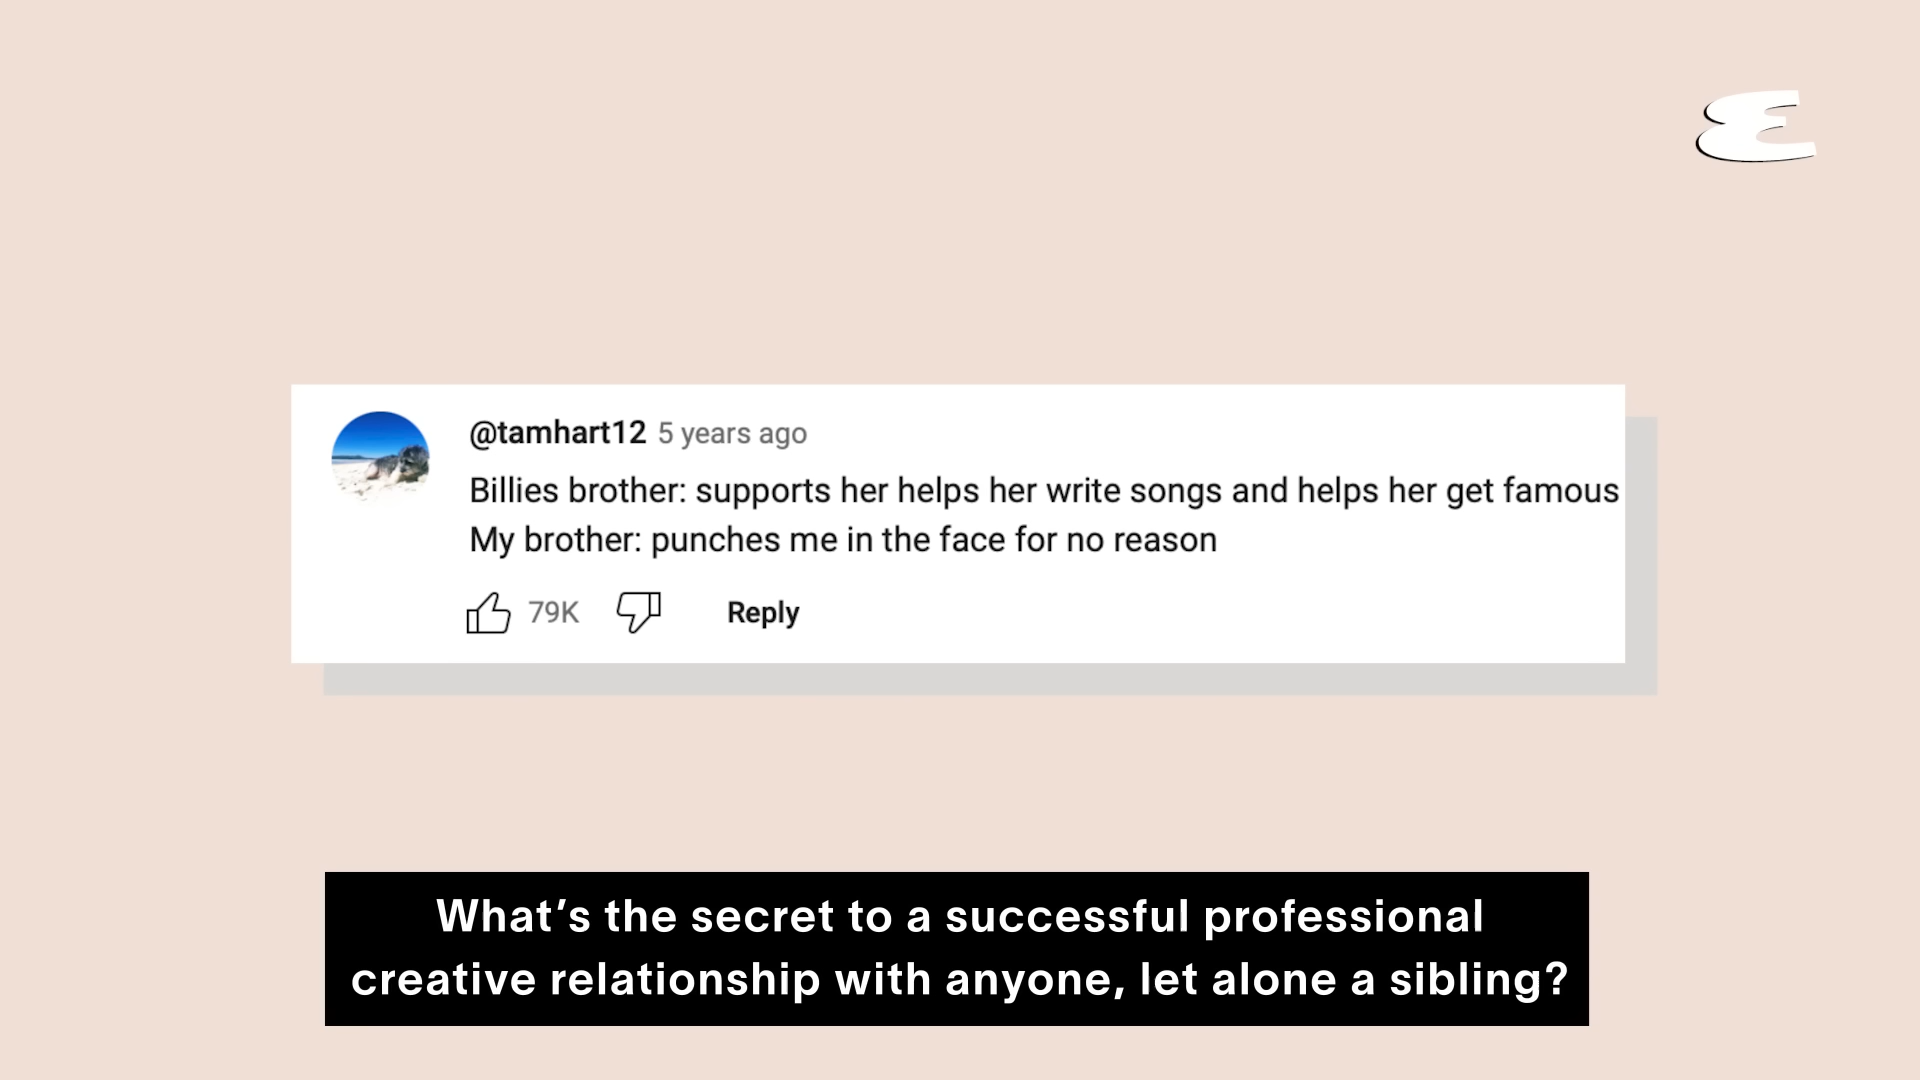 E
@tamhart12 5 years ago
Billies brother: supports her helps her write songs and helps her get famous
My brother: punches me in the face for no reason
79K Reply
What’s the secret to a successful professional
creative relationship with anyone, let alone a sibling?